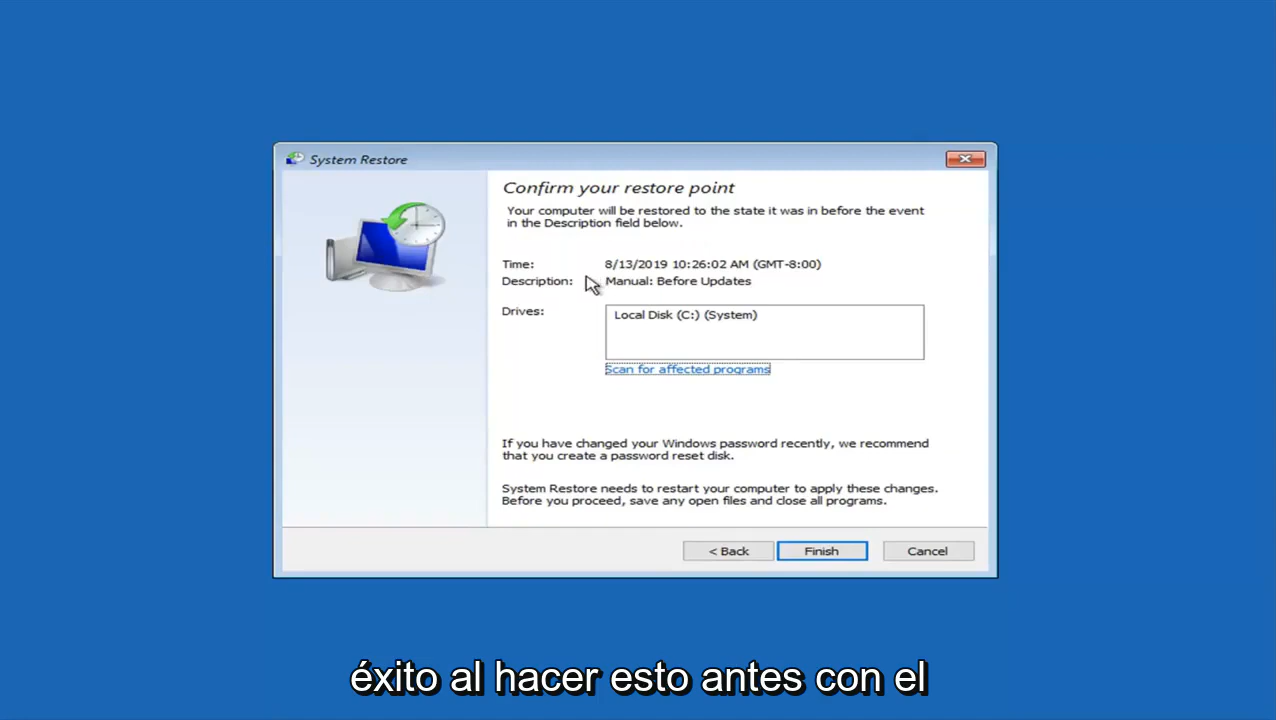 System Restore
Confirm your restore point
Your computer will be restored to the state it was in before the event
in the Description field below.
Time: 8/13/2019 10:26:02 AM (GMT-8:00)
Description: Manual: Before Updates
Drives: Local Disk (C:) (System)
Scan for affected programs
If you have changed your Windows password recently, we recommend
that you create a password reset disk.
System Restore needs to restart your computer to apply these changes.
Before you proceed, save any open files and close all programs.
< Back Finish Cancel
éxito al hacer esto antes con el